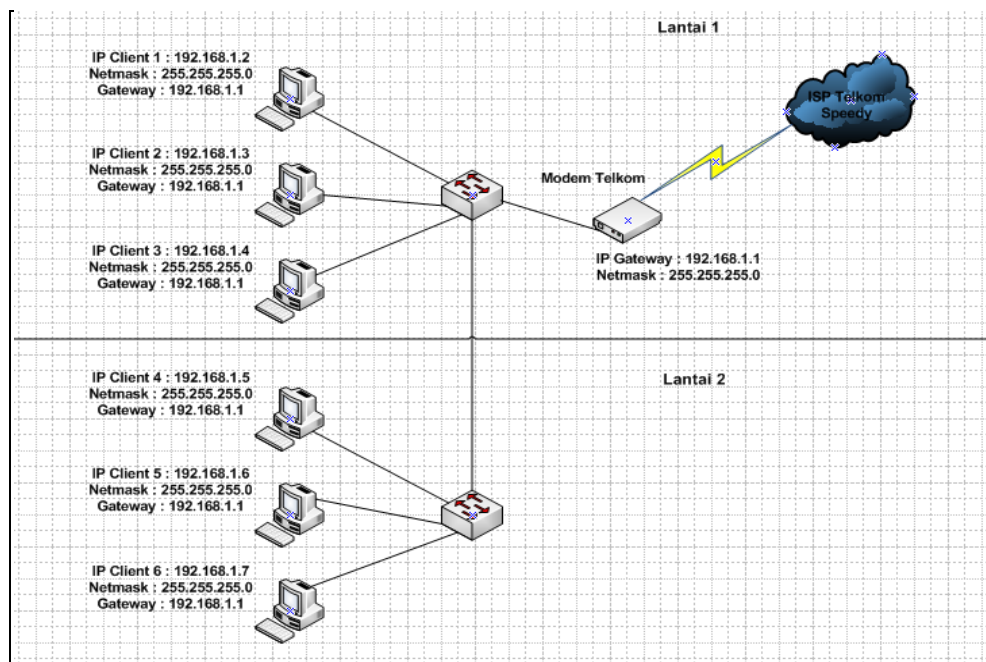 Lantai 1
IP Client 1 : 192.168.1.2
Netmask : 255.255.255.0
Gateway : 192.168.1.1
ISP Telkom
Speedy
IP Client 2 : 192.168.1.3
Netmask : 255.255.255.0
Gateway : 192.168.1.1
Modem Telkom
IP Client 3 : 192.168.1.4
Netmask : 255.255.255.0
Gateway : 192.168.1.1
IP Gateway : 192.168.1.1
Netmask : 255.255.255.0
Lantai 2
IP Client 4 : 192.168.1.5
Netmask : 255.255.255.0
Gateway : 192.168.1.1
IP Client 5 : 192.168.1.6
Netmask : 255.255.255.0
Gateway : 192.168.1.1
IP Client 6 : 192.168.1.7
Netmask : 255.255.255.0
Gateway : 192.168.1.1